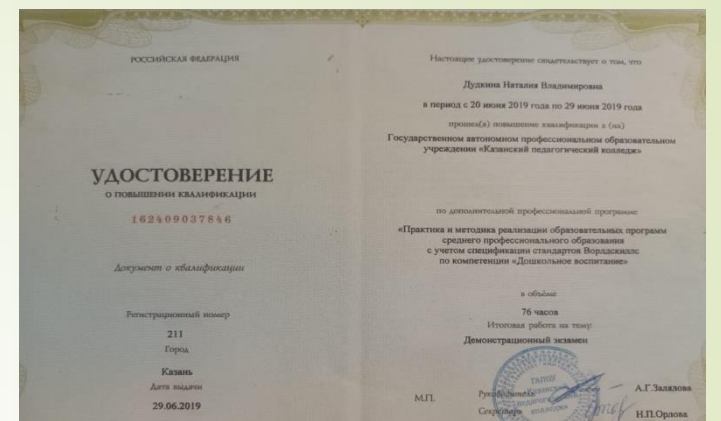 РОССИЙСКАЯ ФЕДЕРАЦИЯ
УДОСТОВЕРЕНИЕ
О ПОВЫШЕНИИ КВАЛИФИКАЦИИ
162409037846
Документ о квалификации
Регистрационный номер
211
Город
Казань
Дата выдачи
29.06.2019
Настоящее удостоверение свидетельствует о том, что
Дудкина Наталия Владимировна
в период с 20 июня 2019 года по 29 июня 2019 года
прошел(а) повышение квалификации в (на)
Государственном автономном профессиональном образовательном
учреждении «Казанский педагогический колледж»
по дополнительной профессиональной программе
«Практика и методика реализации образовательных программ
среднего профессионального образования
с учетом спецификации стандартов Ворлдскиллс
по компетенции «Дошкольное воспитание»
в объёме
76 часов
Итоговая работа на тему:
Демонстрационный экзамен
М.П.
Руководитель
А.Г.Залялова
Секретарь
Н.П.Орлова